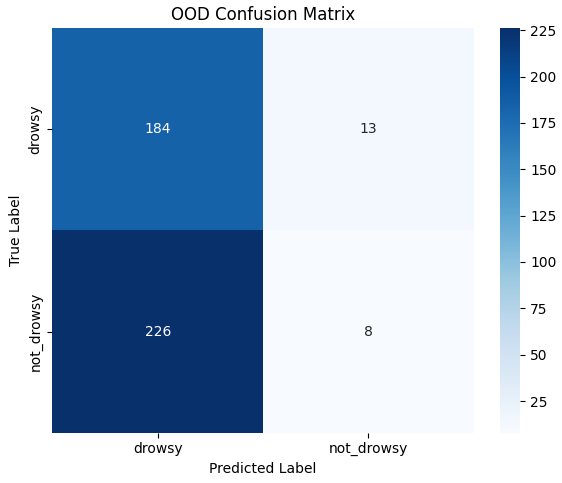 OOD Confusion Matrix
True Label
drowsy
184
13
not_drowsy
226
8
drowsy
not_drowsy
Predicted Label
225
200
175
150
125
100
75
50
25